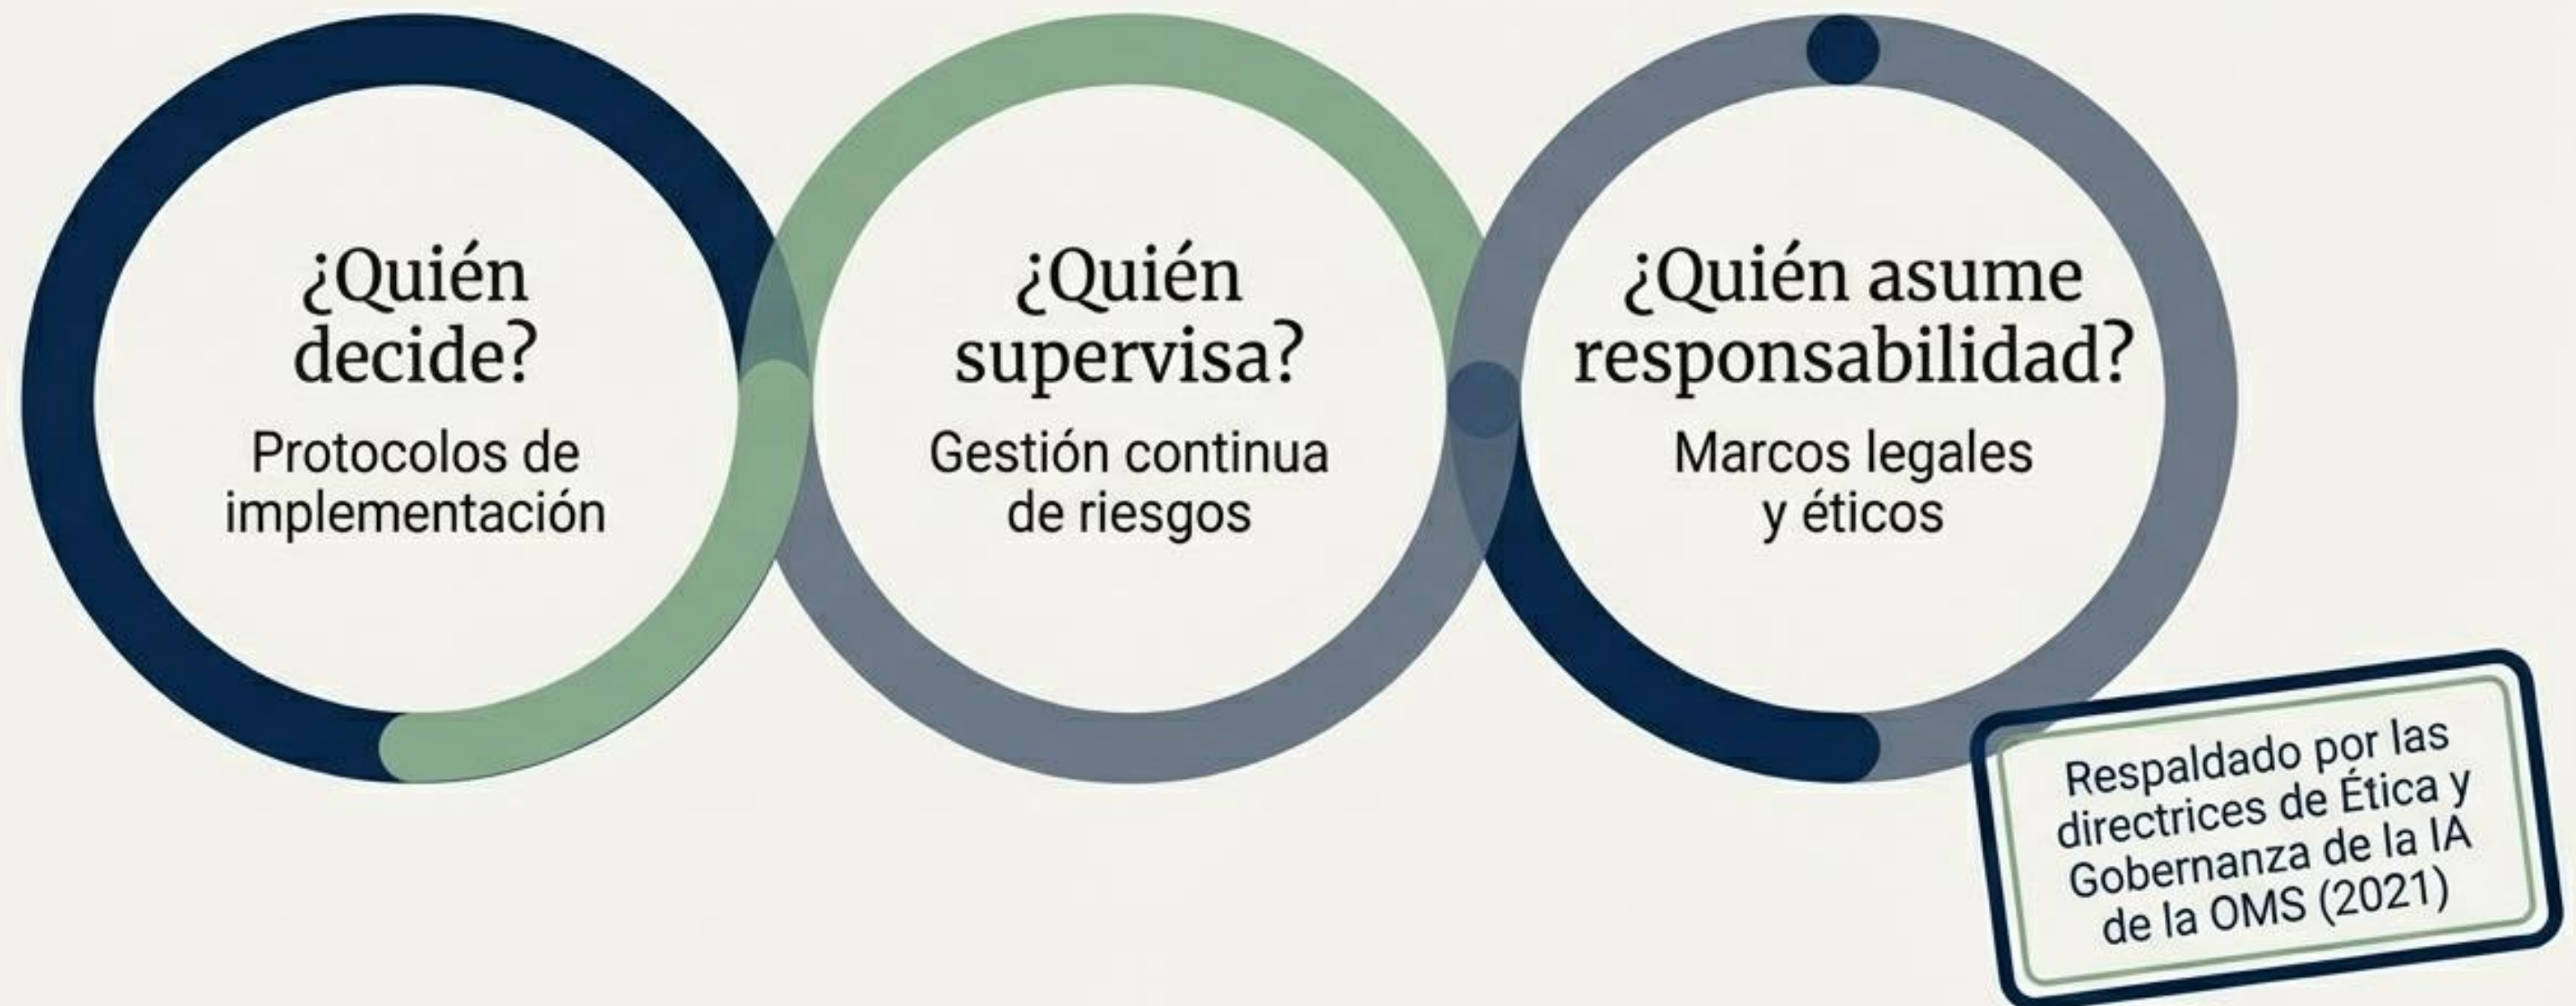 ¿Quién
decide?
Protocolos de
implementación
¿Quién
supervisa?
Gestión continua
de riesgos
¿Quién asume
responsabilidad?
Marcos legales
y éticos
Respaldado por las
directrices de Ética y
Gobernanza de la IA
de la OMS (2021)